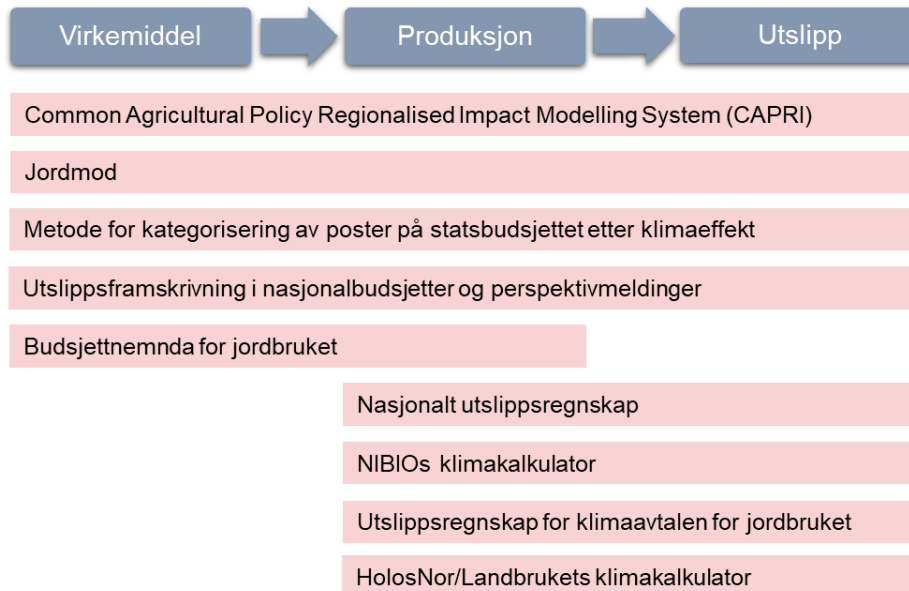 Virkemiddel
Produksjon
Utslipp
Common Agricultural Policy Regionalised Impact Modelling System (CAPRI)
Jordmod
Metode for kategorisering av poster på statsbudsjettet etter klimaeffekt
Utslippsframskrivning i nasjonalbudsjetter og perspektivmeldinger
Budsjettnemnda for jordbruket
Nasjonalt utslippsregnskap
NIBIOs klimakalkulator
Utslippsregnskap for klimaavtalen for jordbruket
HolosNor/Landbrukets klimakalkulator